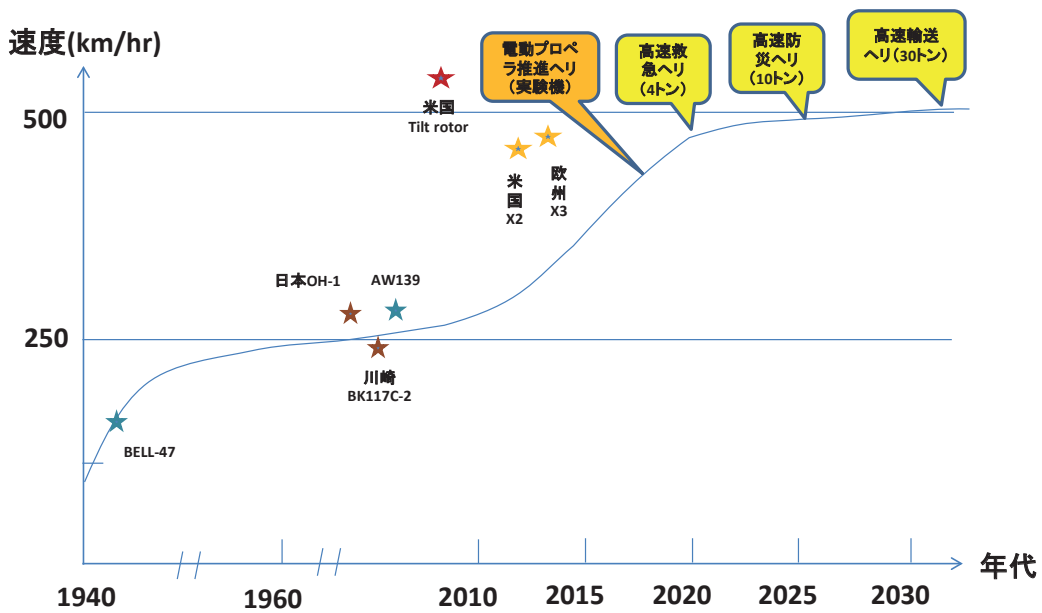 速度(km/hr)
500
250
電動プロペ
ラ推進ヘリ
(実験機)
高速救
急ヘリ
(4トン)
高速防
災ヘリ
(10トン)
高速輸送
ヘリ(30トン)
米国
Tilt rotor
米
国
X2
欧
州
X3
日本OH-1
AW139
川崎
BK117C-2
BELL-47
年代
1940
1960
2010
2015
2020
2025
2030